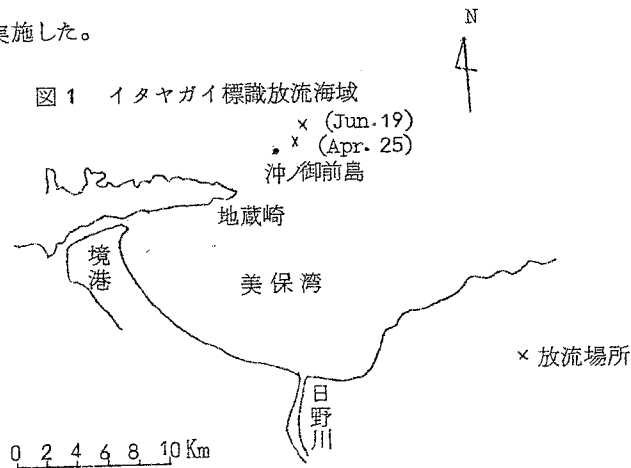 実施した。
N
図1 イタヤガイ標識放流海域
× (Jun.19)
× (Apr.25)
沖ノ御前島
地蔵崎
境港
美保湾
× 放流場所
日野川
0 2 4 6 8 10 Km